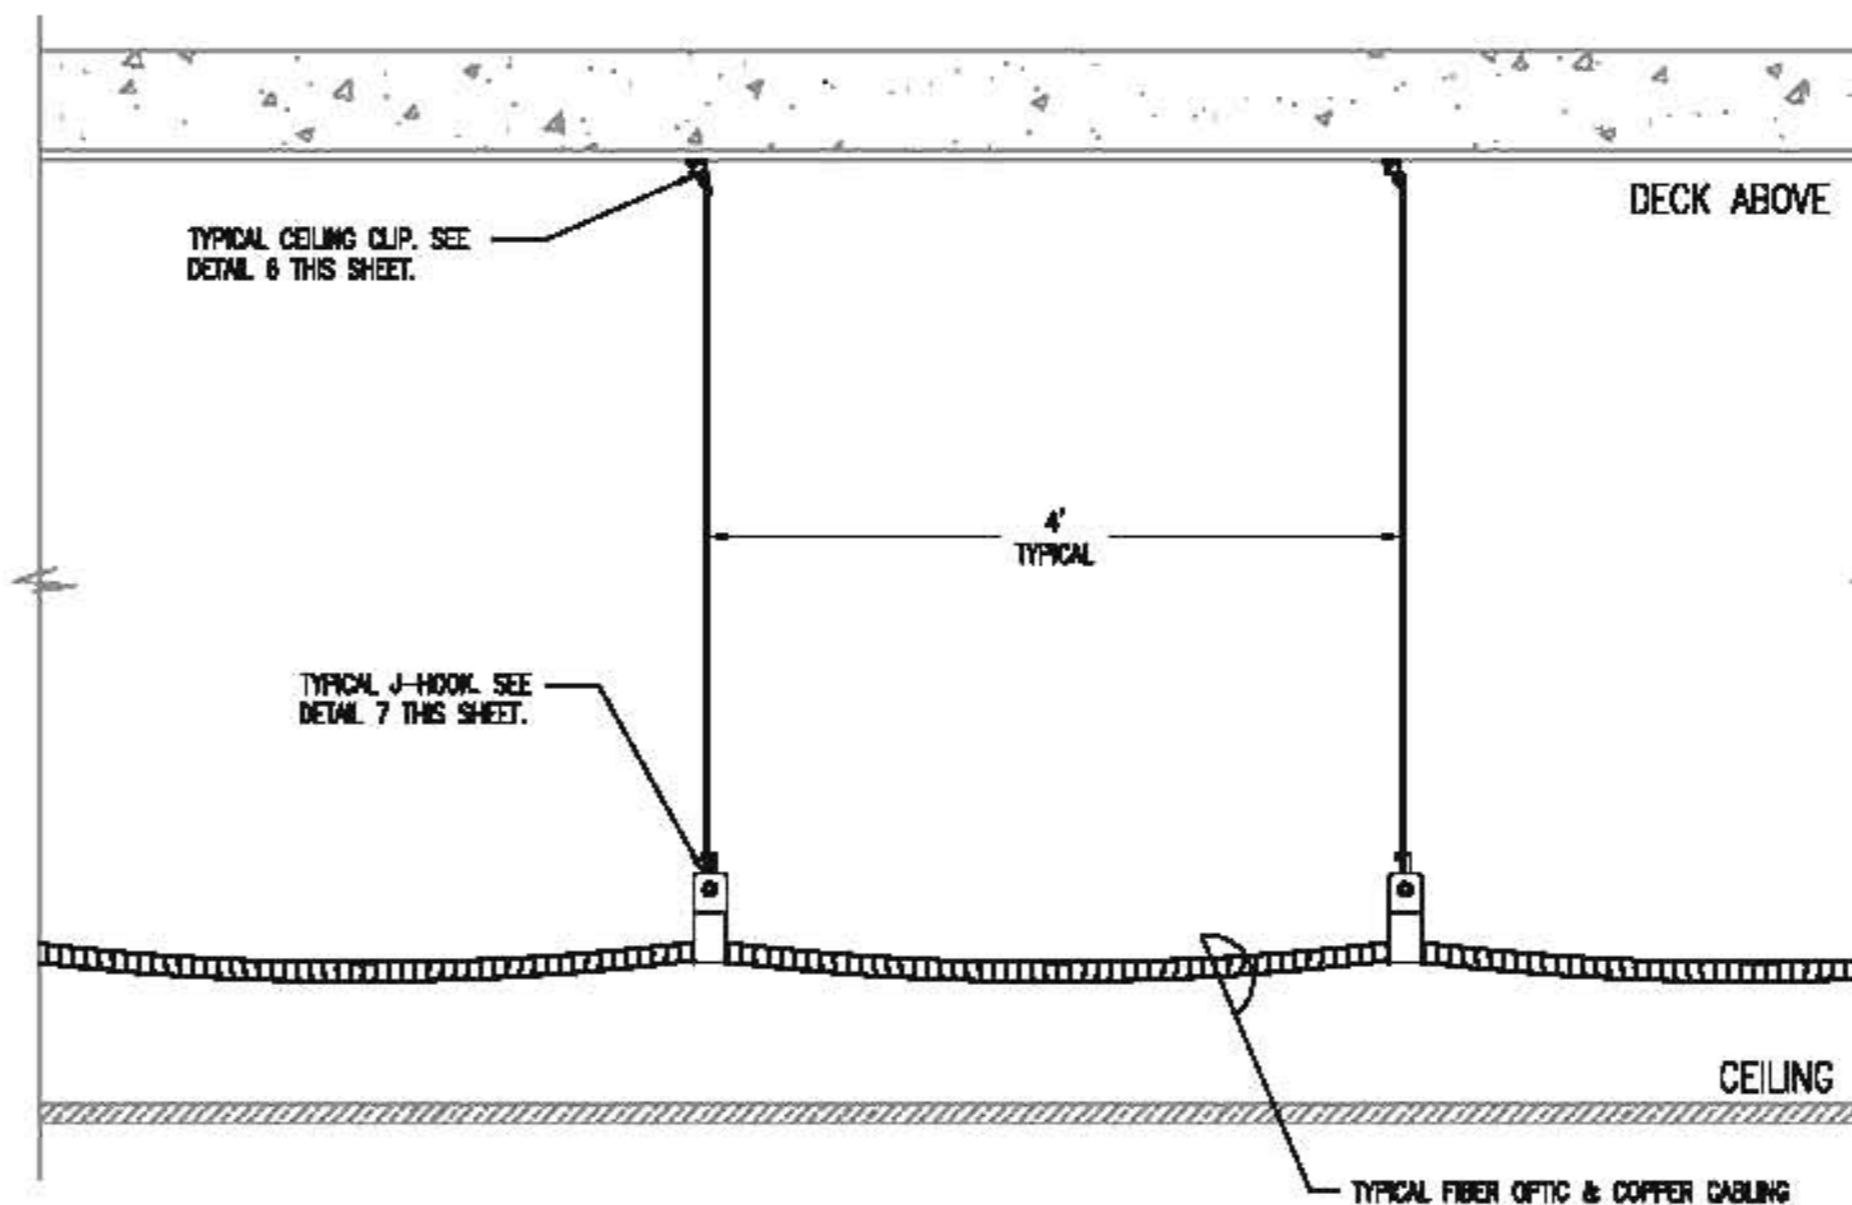 DECK ABOVE
TYPICAL CEILING CLIP. SEE
DETAIL 6 THIS SHEET.
4'
TYPICAL
TYPICAL J-HOOK. SEE
DETAIL 7 THIS SHEET.
CEILING
TYPICAL FIBER OPTIC & COPPER CABLING